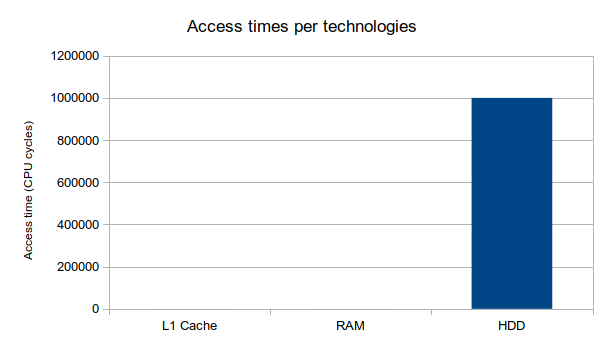 Access times per technologies
Access time (CPU cycles)
1200000
1000000
800000
600000
400000
200000
0
L1 Cache
RAM
HDD